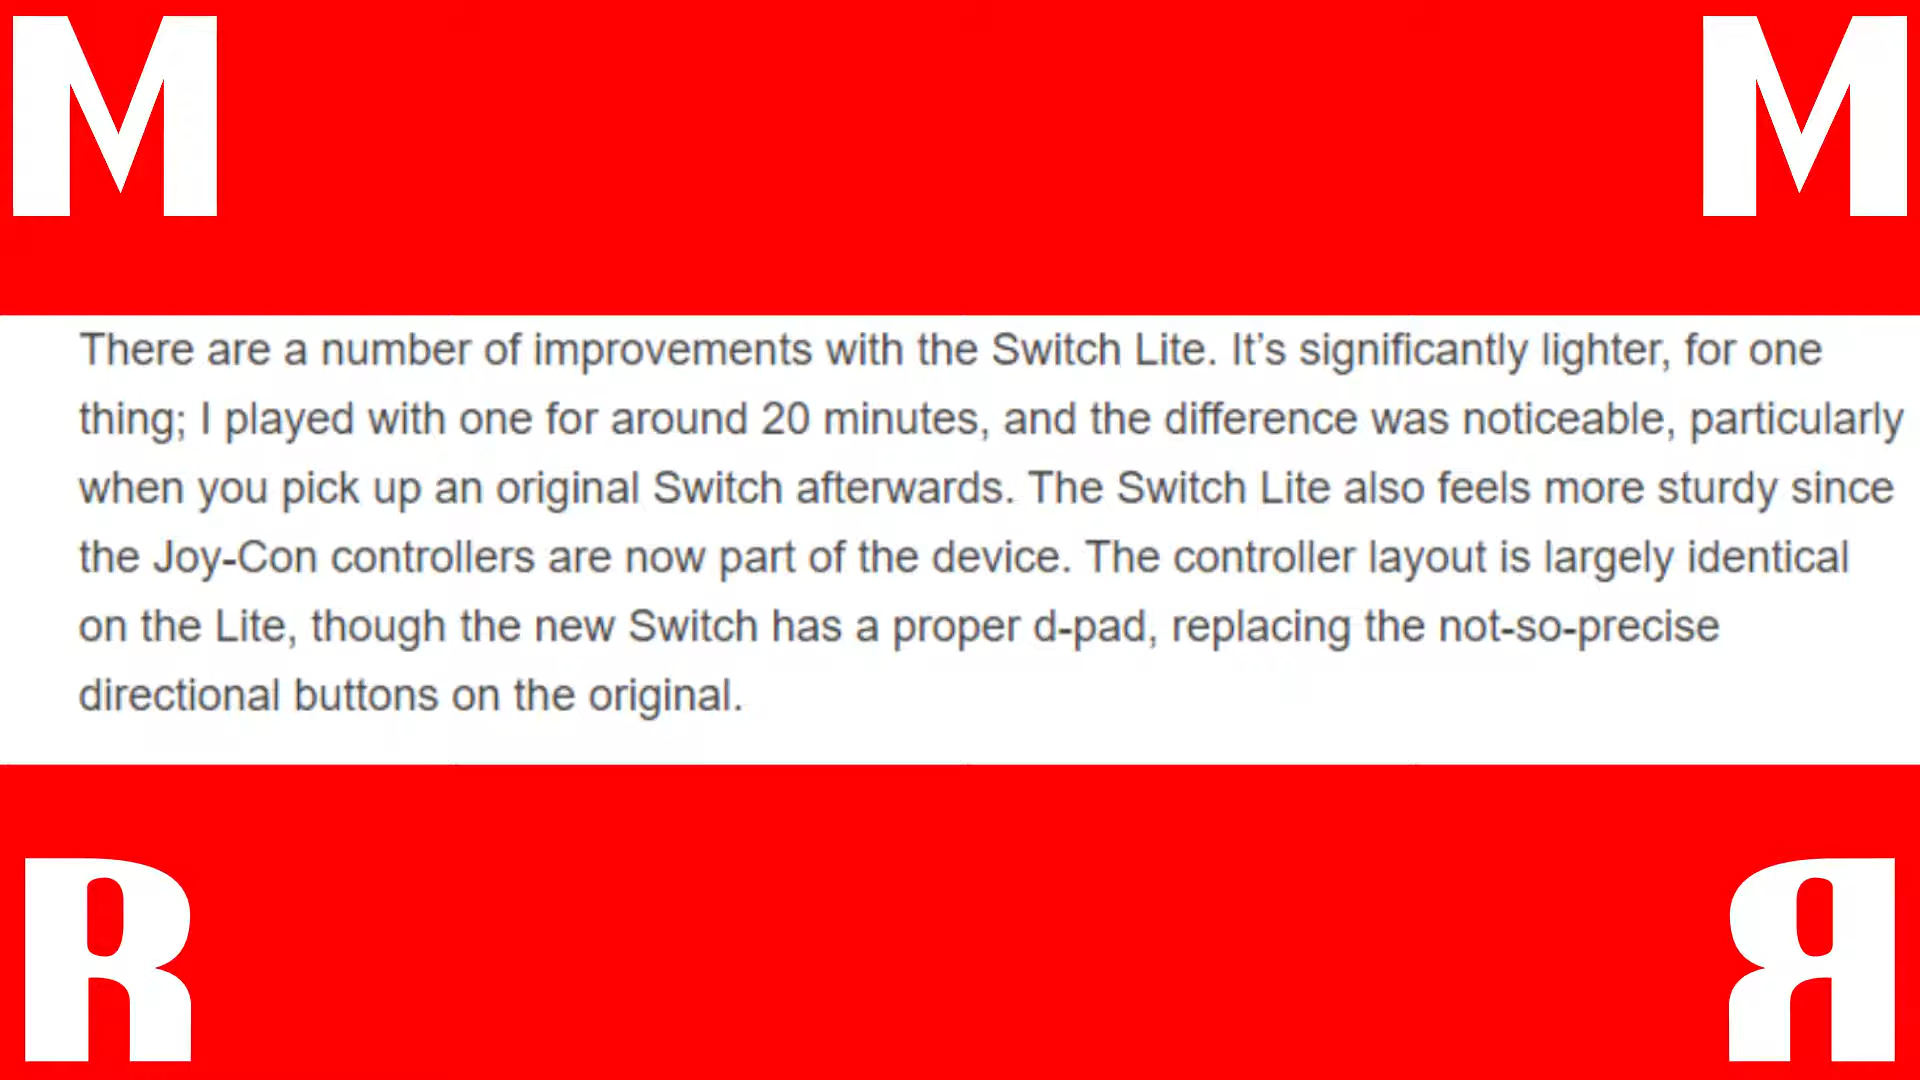 M M
There are a number of improvements with the Switch Lite. It’s significantly lighter, for one
thing; I played with one for around 20 minutes, and the difference was noticeable, particularly
when you pick up an original Switch afterwards. The Switch Lite also feels more sturdy since
the Joy-Con controllers are now part of the device. The controller layout is largely identical
on the Lite, though the new Switch has a proper d-pad, replacing the not-so-precise
directional buttons on the original.
R Я